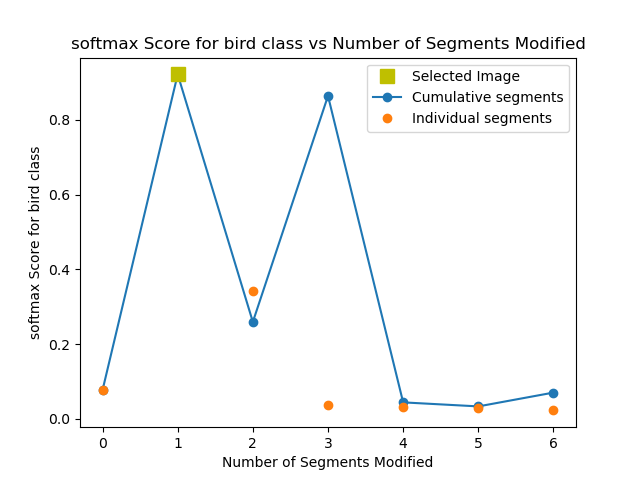 softmax Score for bird class vs Number of Segments Modified
Selected Image
Cumulative segments
Individual segments
softmax Score for bird class
0.8
0.6
0.4
0.2
0.0
0 1 2 3 4 5 6
Number of Segments Modified